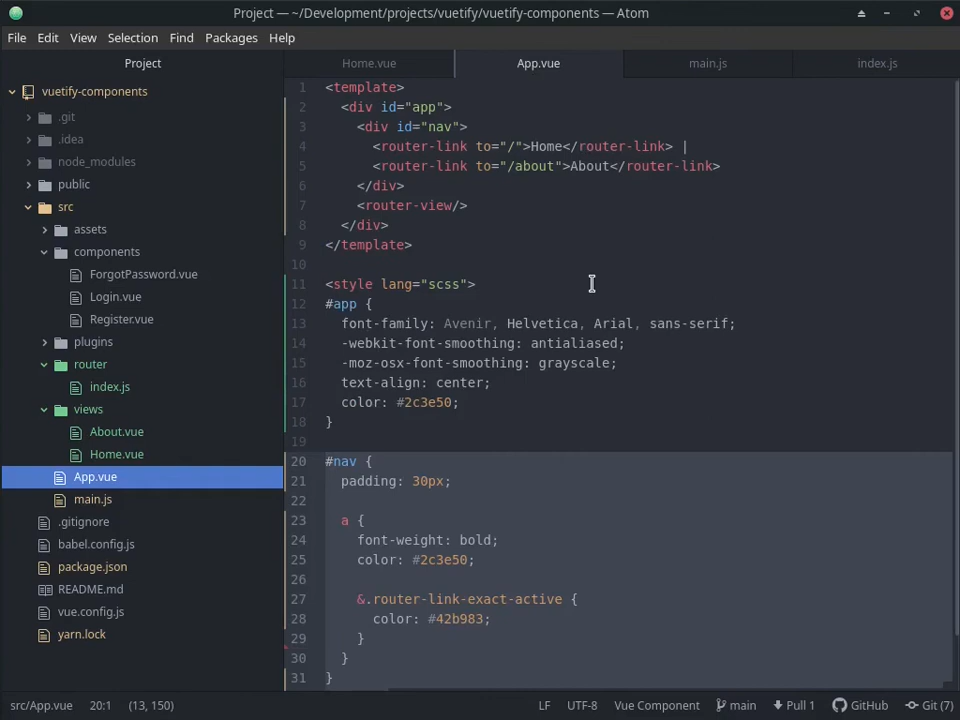 Project — ~/Development/projects/vuetify/vuetify-components — Atom
File Edit View Selection Find Packages Help
Project
vuetify-components
.git
.idea
node_modules
public
src
assets
components
ForgotPassword.vue
Login.vue
Register.vue
plugins
router
index.js
views
About.vue
Home.vue
App.vue
main.js
.gitignore
babel.config.js
package.json
README.md
vue.config.js
yarn.lock
Home.vue App.vue main.js index.js
1 <template>
2 <div id="app">
3 <div id="nav">
4 <router-link to="/">Home</router-link> |
5 <router-link to="/about">About</router-link>
6 </div>
7 <router-view/>
8 </div>
9 </template>
10
11 <style lang="scss">
12 #app {
13 font-family: Avenir, Helvetica, Arial, sans-serif;
14 -webkit-font-smoothing: antialiased;
15 -moz-osx-font-smoothing: grayscale;
16 text-align: center;
17 color: #2c3e50;
18 }
19
20 #nav {
21 padding: 30px;
22
23 a {
24 font-weight: bold;
25 color: #2c3e50;
26
27 &.router-link-exact-active {
28 color: #42b983;
29 }
30 }
31 }
src/App.vue 20:1 (13, 150) LF UTF-8 Vue Component main Pull 1 GitHub Git (7)